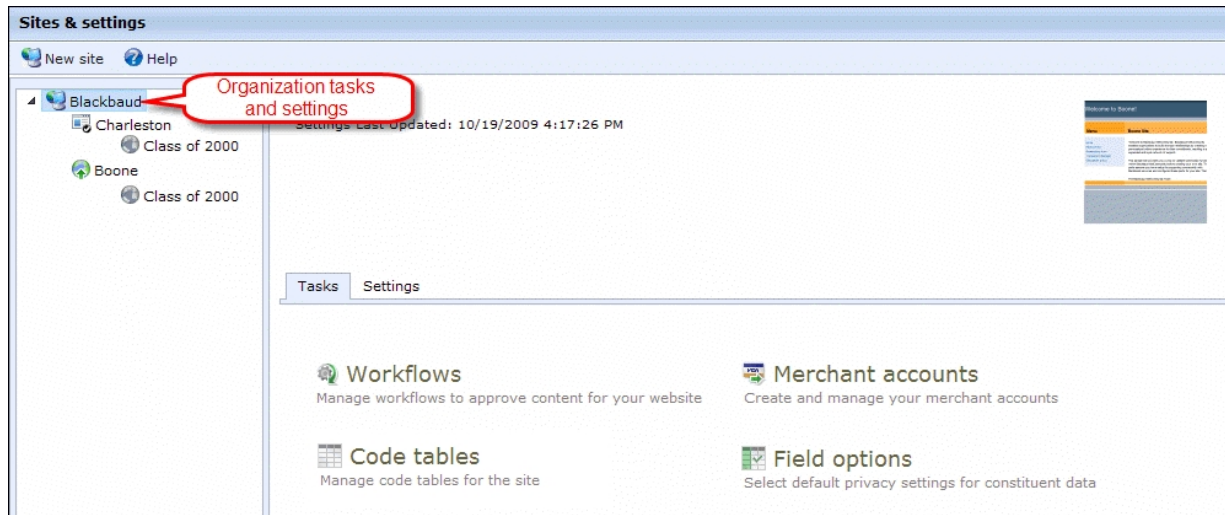 Sites & settings
New site Help
Organization tasks
and settings
Blackbaud
Charleston
Class of 2000
Boone
Class of 2000
Settings Last Updated: 10/19/2009 4:17:26 PM
Welcome to Boone!
Menu Boone Site
Tasks Settings
Workflows
Manage workflows to approve content for your website
Merchant accounts
Create and manage your merchant accounts
Code tables
Manage code tables for the site
Field options
Select default privacy settings for constituent data